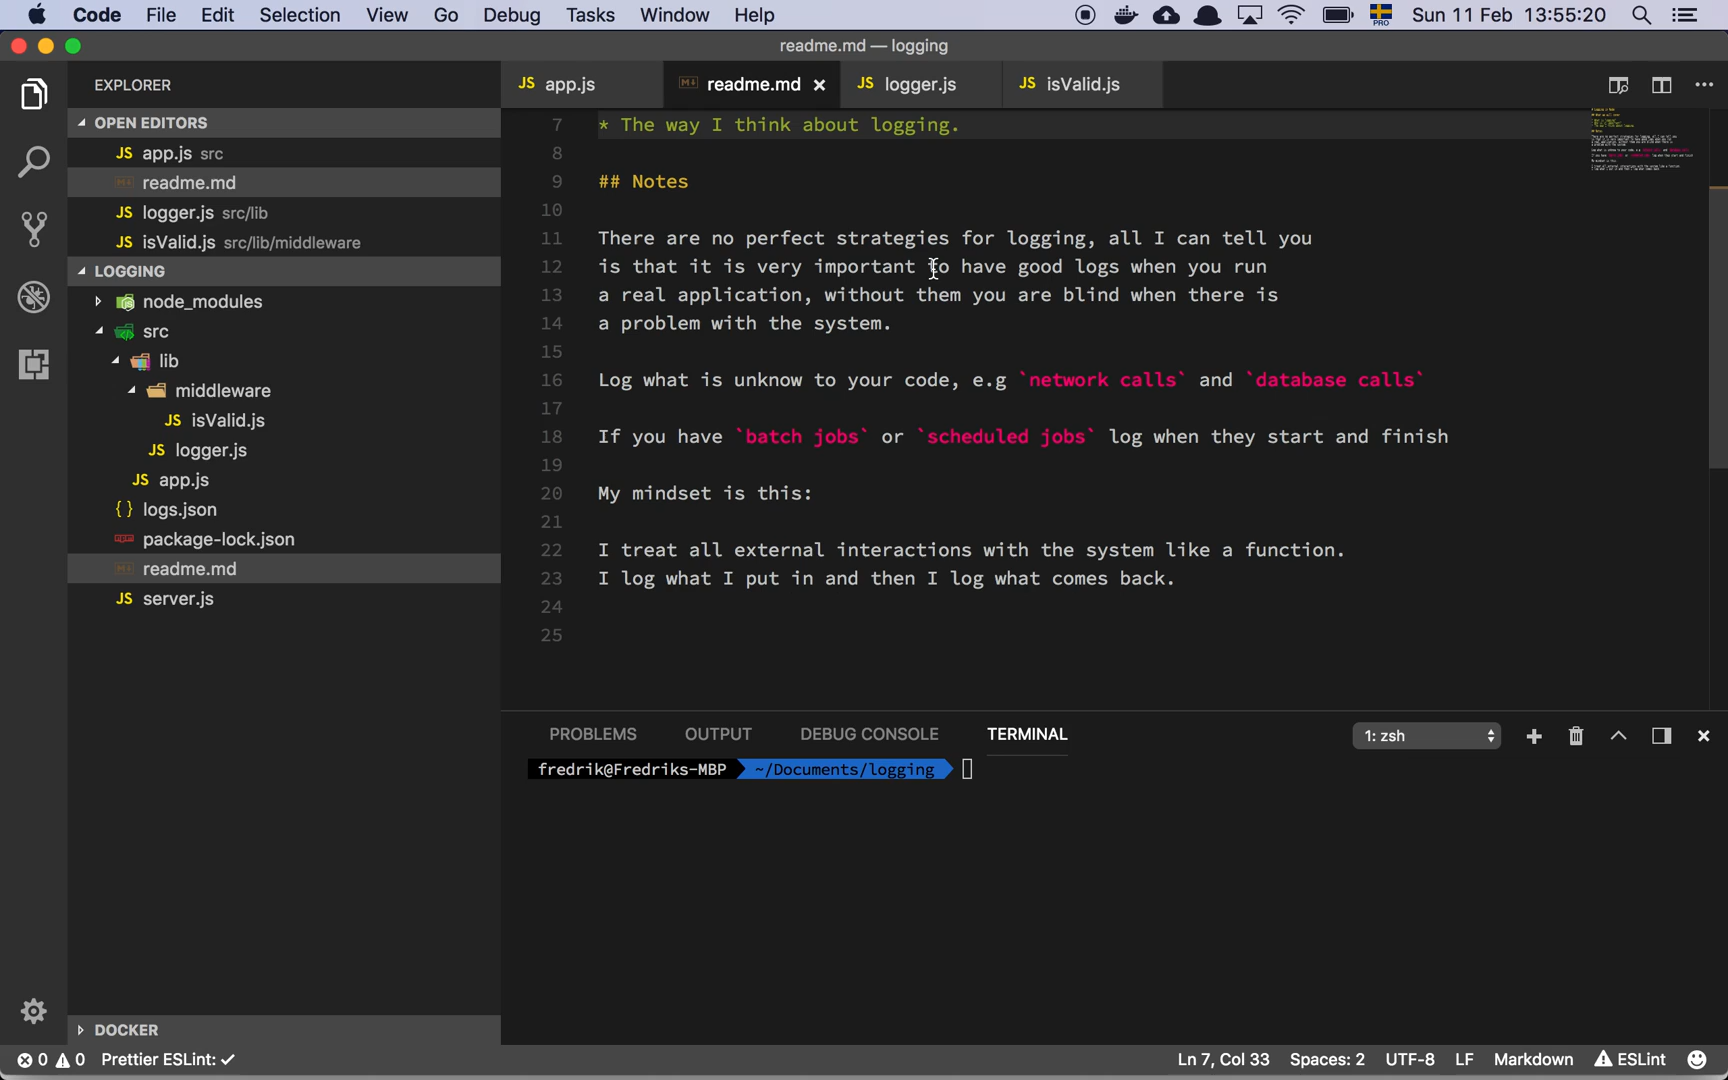 Code File Edit Selection View Go Debug Tasks Window Help PRO Sun 11 Feb 13:55:20
readme.md — logging
EXPLORER
OPEN EDITORS
JS app.js src
readme.md
JS logger.js src/lib
JS isValid.js src/lib/middleware
LOGGING
node_modules
src
lib
middleware
JS isValid.js
JS logger.js
JS app.js
{} logs.json
package-lock.json
readme.md
JS server.js
DOCKER
JS app.js readme.md JS logger.js JS isValid.js
7 * The way I think about logging.
8
9 ## Notes
10
11 There are no perfect strategies for logging, all I can tell you
12 is that it is very important to have good logs when you run
13 a real application, without them you are blind when there is
14 a problem with the system.
15
16 Log what is unknow to your code, e.g `network calls` and `database calls`
17
18 If you have `batch jobs` or `scheduled jobs` log when they start and finish
19
20 My mindset is this:
21
22 I treat all external interactions with the system like a function.
23 I log what I put in and then I log what comes back.
24
25
PROBLEMS OUTPUT DEBUG CONSOLE TERMINAL 1: zsh
fredrik@Fredriks-MBP ~/Documents/logging
0 0 Prettier ESLint: ✓ Ln 7, Col 33 Spaces: 2 UTF-8 LF Markdown ESLint